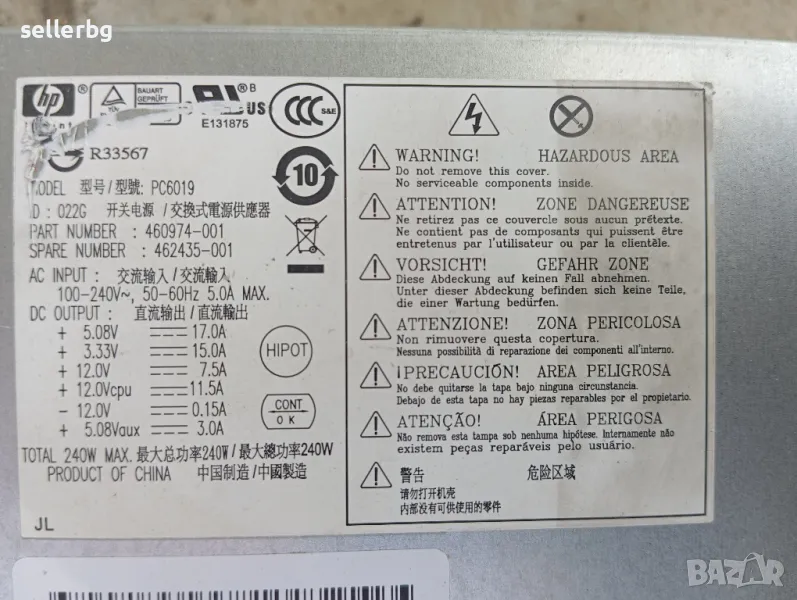 sellerbg
hp
BAUART
GEPRÜFT
US
E131875
S&E
R33567
10
MODEL 型号/型號: PC6019
ID : 022G 开关电源 /交換式電源供應器
PART NUMBER : 460974-001
SPARE NUMBER : 462435-001
AC INPUT : 交流输入/交流輸入
100-240V~, 50-60Hz 5.0A MAX.
DC OUTPUT : 直流输出/直流輸出
+ 5.08V 17.0A
+ 3.33V 15.0A
+ 12.0V 7.5A
+ 12.0Vcpu 11.5A
- 12.0V 0.15A
+ 5.08Vaux 3.0A
HIPOT
CONT
OK
TOTAL 240W MAX. 最大总功率240W/最大總功率240W
PRODUCT OF CHINA 中国制造/中國製造
JL
WARNING! HAZARDOUS AREA
Do not remove this cover.
No serviceable components inside.
ATTENTION! ZONE DANGEREUSE
Ne retirez pas ce couvercle sous aucun prétexte.
Ne contient pas de composants qui puissent être
entretenus par l'utilisateur ou par la clientèle.
VORSICHT! GEFAHR ZONE
Diese Abdeckung auf keinen Fall abnehmen.
Unter dieser Abdeckung befinden sich keine Teile,
die einer Wartung bedürfen.
ATTENZIONE! ZONA PERICOLOSA
Non rimuovere questa copertura.
Nessuna possibilità di reparazione dei componenti all'interno.
¡PRECAUCIÓN! AREA PELIGROSA
No debe quitarse la tapa bajo ninguna circunstancia.
Debajo de esta tapa no hay piezas reparables por el propietario.
ATENÇÃO! ÁREA PERIGOSA
Não remova esta tampa sob nenhuma hipótese. Internamente não
existem peças reparáveis pelo usuário.
警告 危险区域
请勿打开机壳
内部没有可供使用的零件
BAZAR